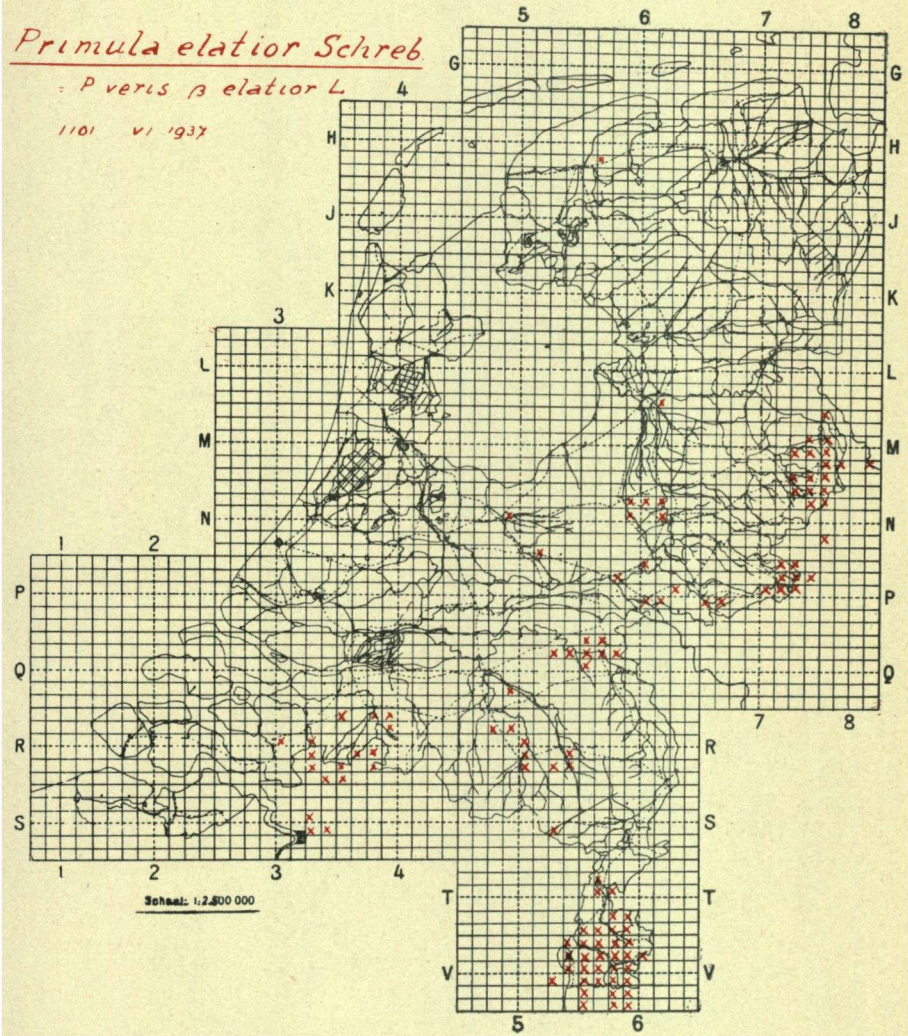 Primula elatior Schreb
= P veris β elatior L
1101 VI 1937
5 6 7 8
4
3
1 2
G G
H H
J J
K K
L L
M M
N N
P P
Q Q
R R
S S
T T
V V
7 8
1 2 3 4
5 6
Schaal: 1:2.500 000